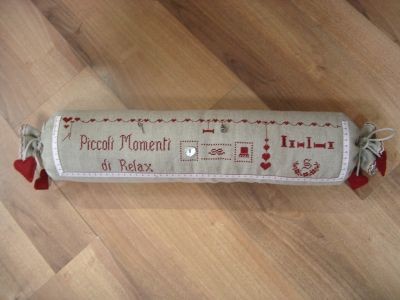 Piccoli Momenti
di Relax
S